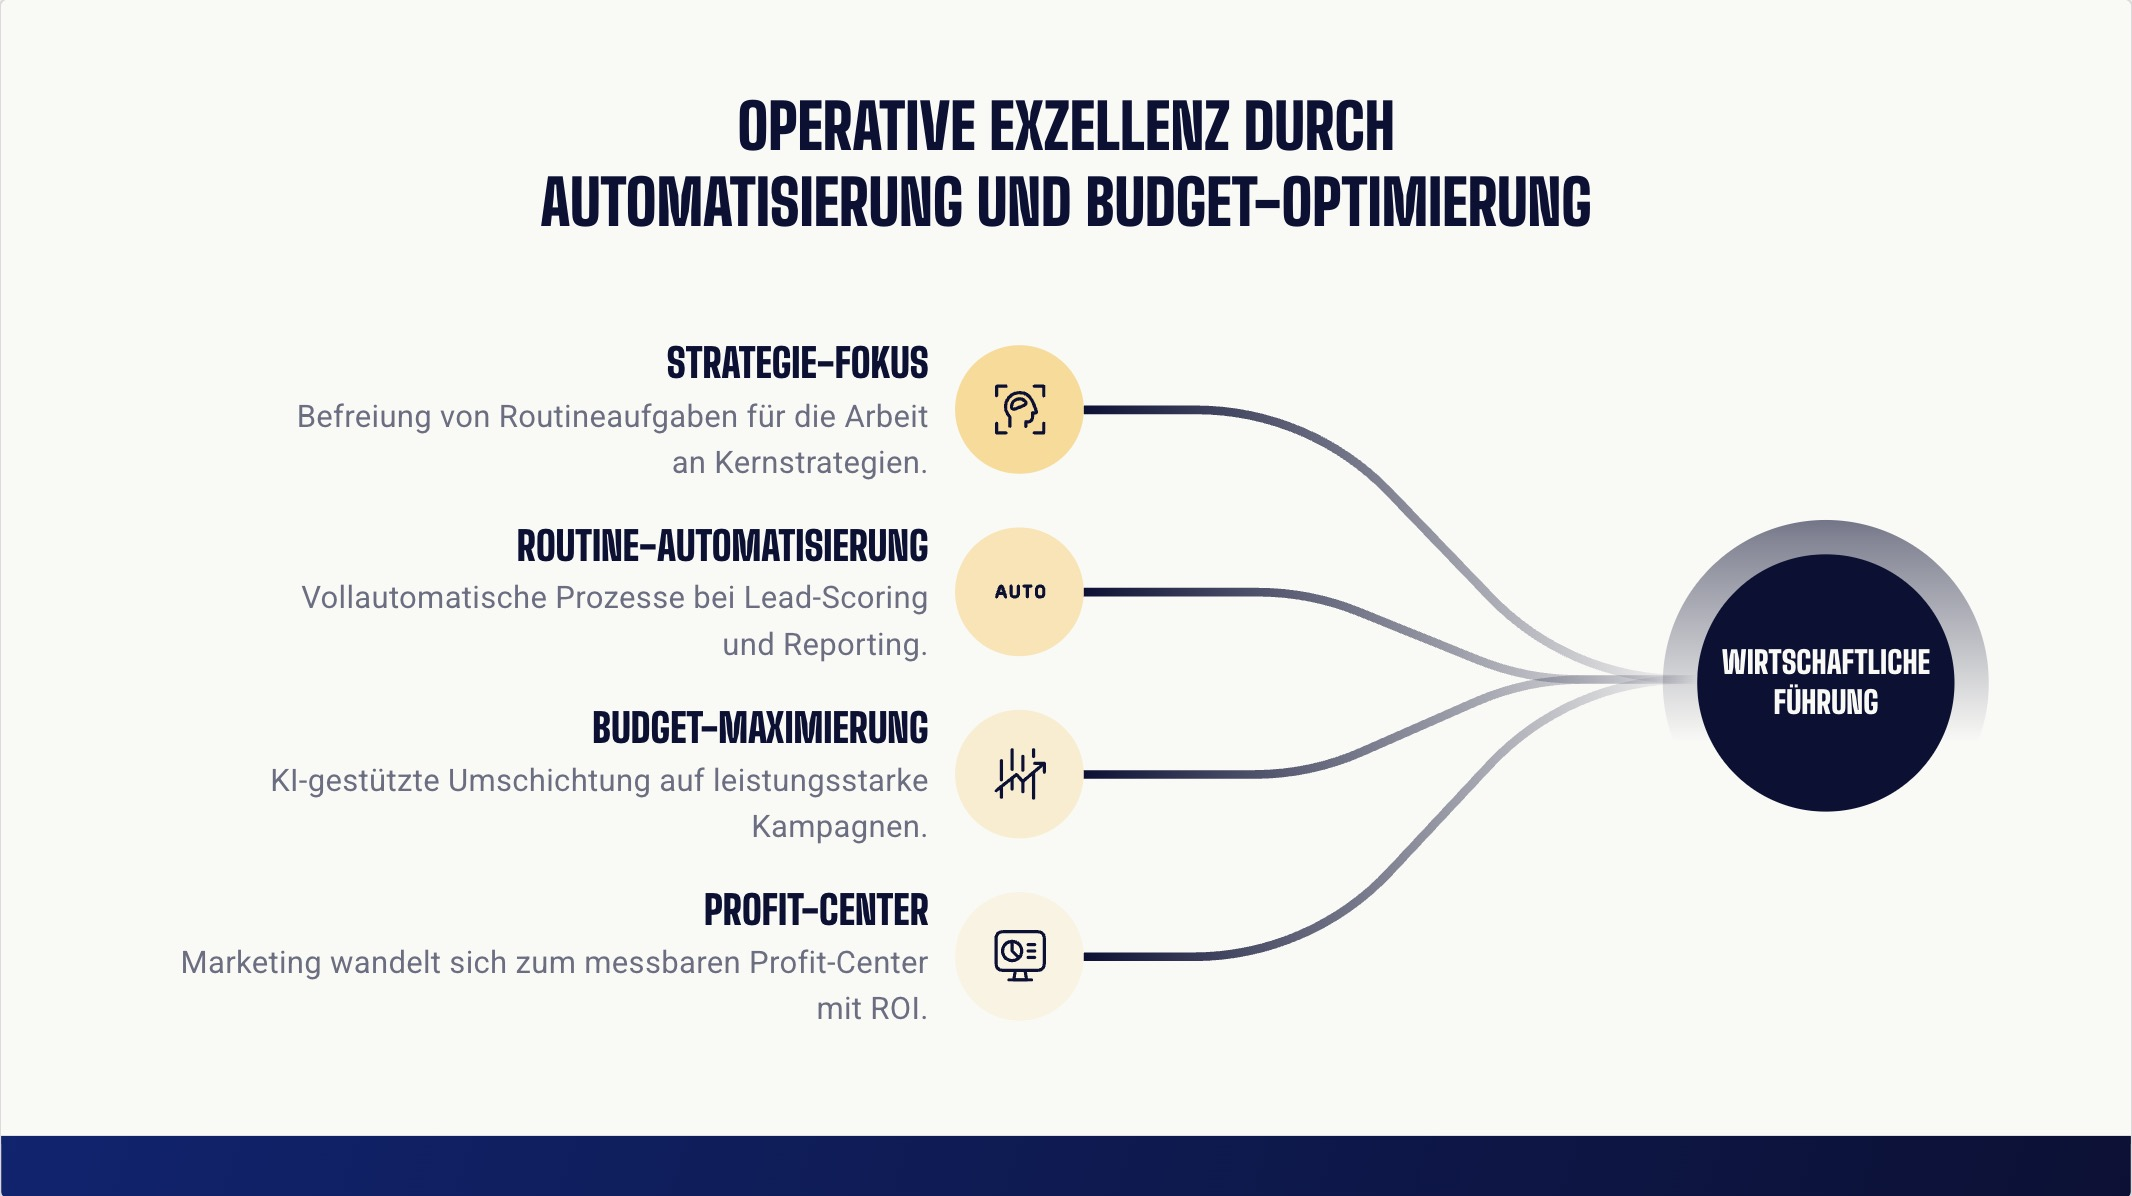 OPERATIVE EXZELLENZ DURCH
AUTOMATISIERUNG UND BUDGET-OPTIMIERUNG
STRATEGIE-FOKUS
Befreiung von Routineaufgaben für die Arbeit
an Kernstrategien.
ROUTINE-AUTOMATISIERUNG
Vollautomatische Prozesse bei Lead-Scoring
und Reporting.
AUTO
BUDGET-MAXIMIERUNG
KI-gestützte Umschichtung auf leistungsstarke
Kampagnen.
PROFIT-CENTER
Marketing wandelt sich zum messbaren Profit-Center
mit ROI.
WIRTSCHAFTLICHE
FÜHRUNG